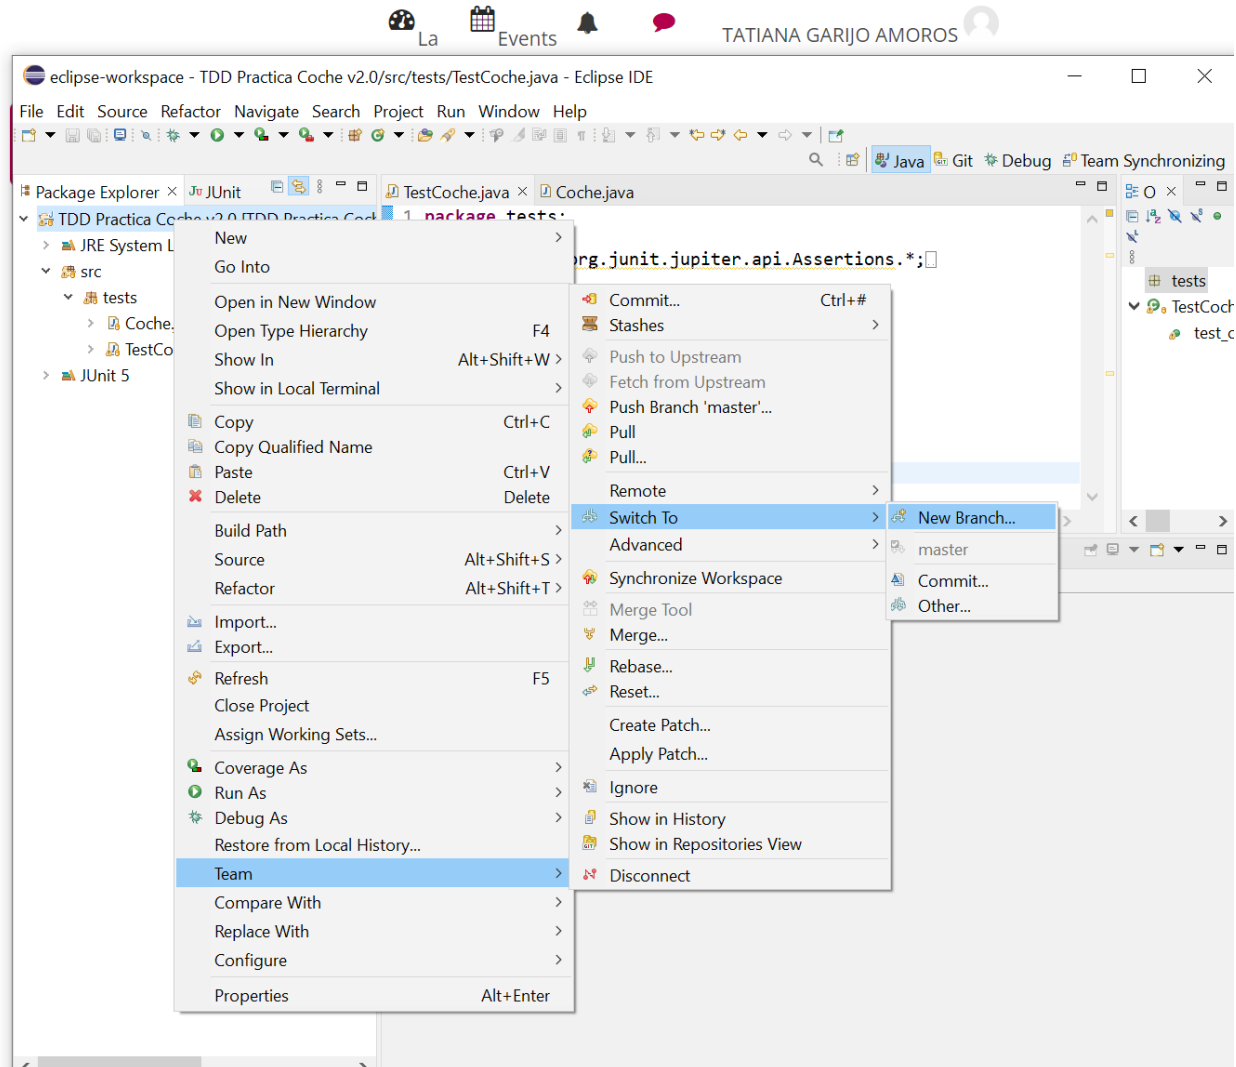 La
Events
TATIANA GARIJO AMOROS
eclipse-workspace - TDD Practica Coche v2.0/src/tests/TestCoche.java - Eclipse IDE
File Edit Source Refactor Navigate Search Project Run Window Help
Java Git Debug Team Synchronizing
Package Explorer JUnit
TestCoche.java Coche.java
O
TDD Practica Coche v2.0 [TDD Practica Coch
JRE System L
src
tests
Coche.
TestCo
JUnit 5
1 package tests;
org.junit.jupiter.api.Assertions.*;
tests
TestCoch
test_c
New
Go Into
Open in New Window
Open Type Hierarchy F4
Show In Alt+Shift+W
Show in Local Terminal
Copy Ctrl+C
Copy Qualified Name
Paste Ctrl+V
Delete Delete
Build Path
Source Alt+Shift+S
Refactor Alt+Shift+T
Import...
Export...
Refresh F5
Close Project
Assign Working Sets...
Coverage As
Run As
Debug As
Restore from Local History...
Team
Compare With
Replace With
Configure
Properties Alt+Enter
Commit... Ctrl+#
Stashes
Push to Upstream
Fetch from Upstream
Push Branch 'master'...
Pull
Pull...
Remote
Switch To
Advanced
Synchronize Workspace
Merge Tool
Merge...
Rebase...
Reset...
Create Patch...
Apply Patch...
Ignore
Show in History
Show in Repositories View
Disconnect
New Branch...
master
Commit...
Other...